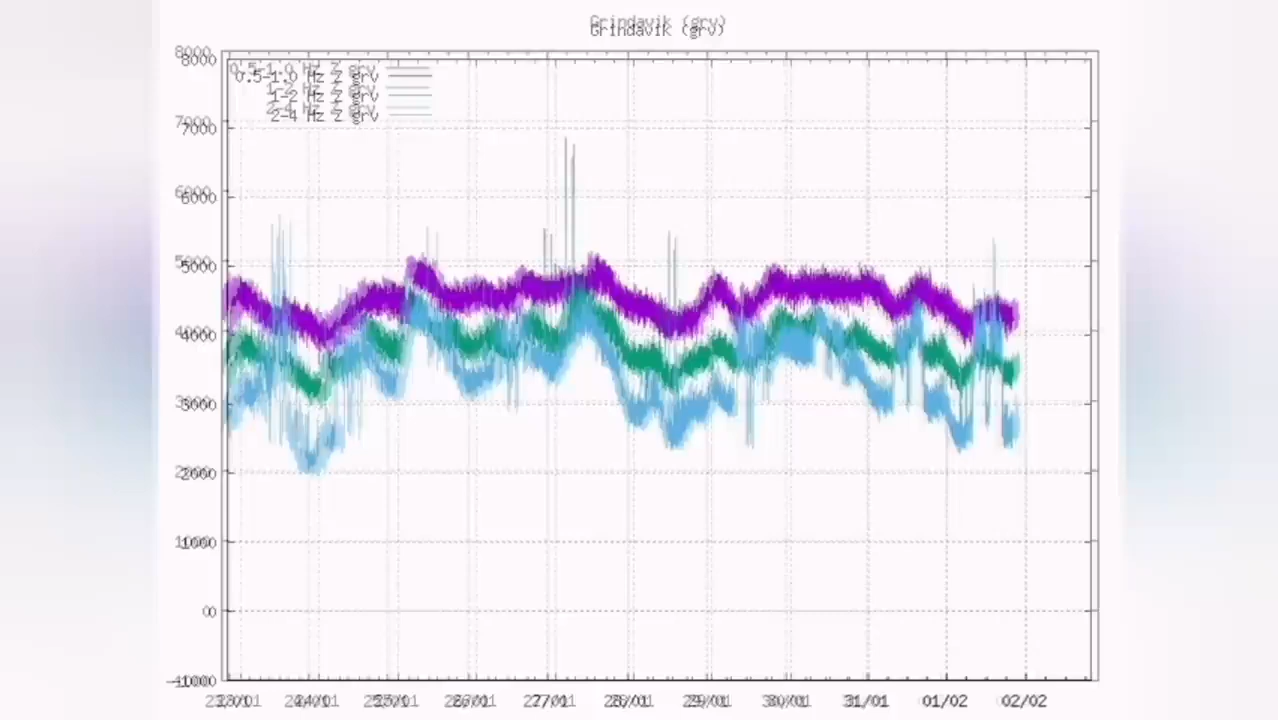 Grindavik (grv)
0.5-1.0 Hz Z grv
1-2 Hz Z grv
2-4 Hz Z grv
8000
7000
6000
5000
4000
3000
2000
1000
0
-1000
23/01 24/01 25/01 26/01 27/01 28/01 29/01 30/01 31/01 01/02 02/02